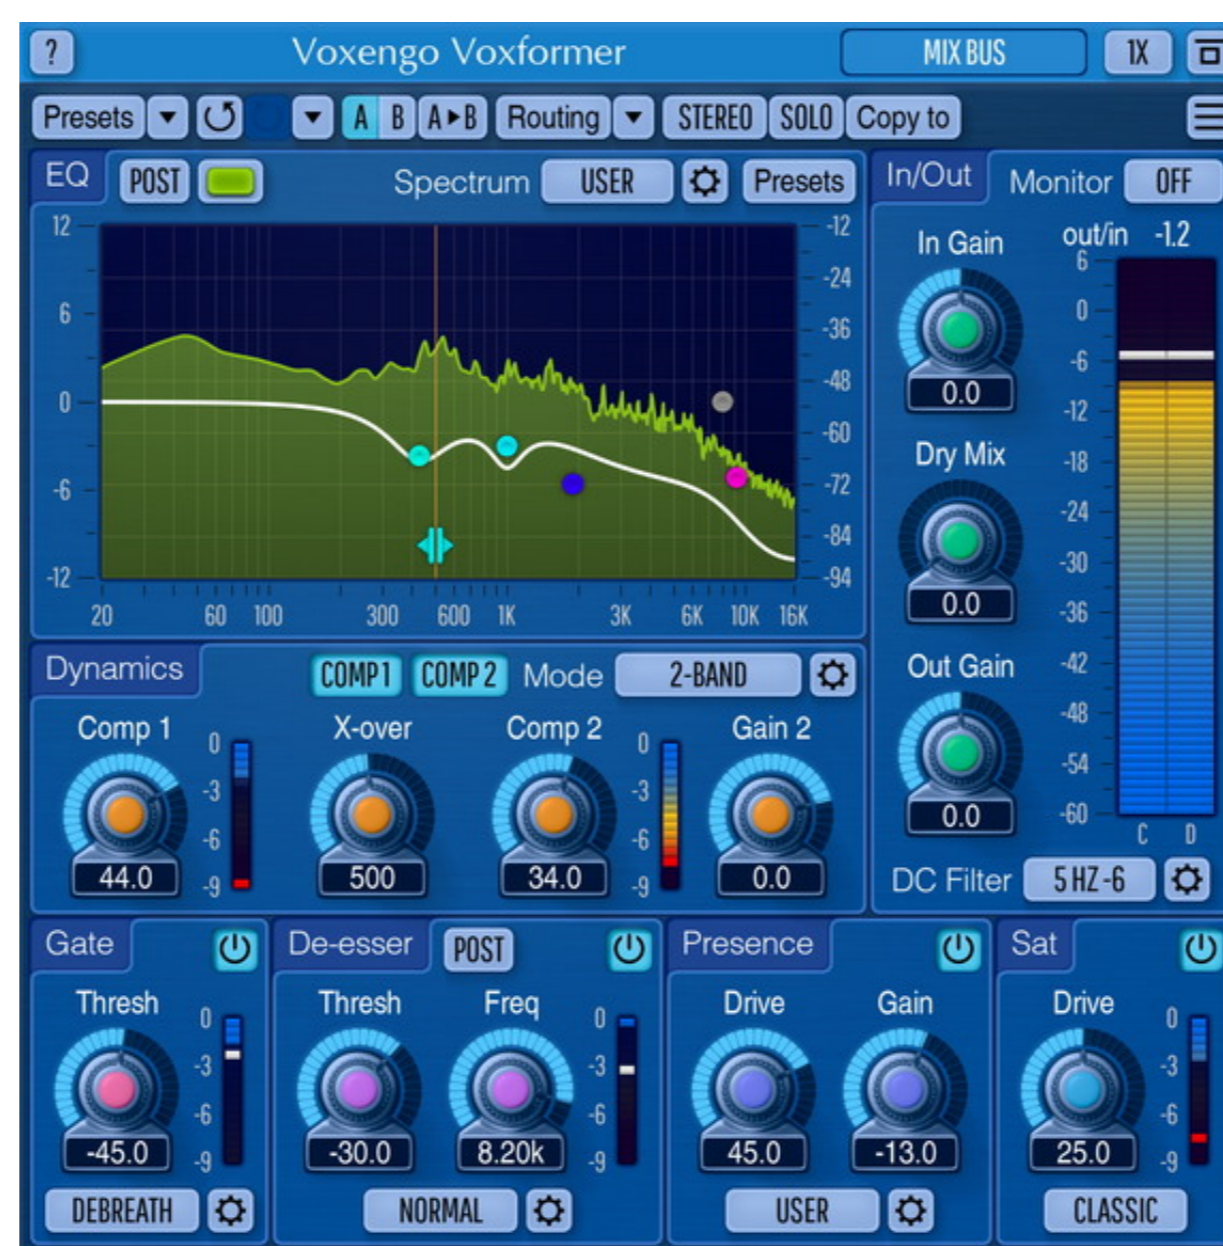 ? Voxengo Voxformer MIX BUS 1X
Presets A B A▸B Routing STEREO SOLO Copy to
EQ POST Spectrum USER Presets
12 6 0 -6 -12
-12 -24 -36 -48 -60 -72 -84 -94
20 60 100 300 600 1K 3K 6K 10K 16K
In/Out Monitor OFF
out/in -1.2
In Gain
0.0
Dry Mix
0.0
Out Gain
0.0
6 0 -6 -12 -18 -24 -30 -36 -42 -48 -54 -60
C D
DC Filter 5 HZ -6
Dynamics COMP1 COMP 2 Mode 2-BAND
Comp 1 X-over Comp 2 Gain 2
0 -3 -6 -9
0 -3 -6 -9
44.0 500 34.0 0.0
Gate
Thresh
0 -3 -6 -9
-45.0
DEBREATH
De-esser POST
Thresh Freq
0 -3 -6 -9
-30.0 8.20k
NORMAL
Presence
Drive Gain
45.0 -13.0
USER
Sat
Drive
0 -3 -6 -9
25.0
CLASSIC